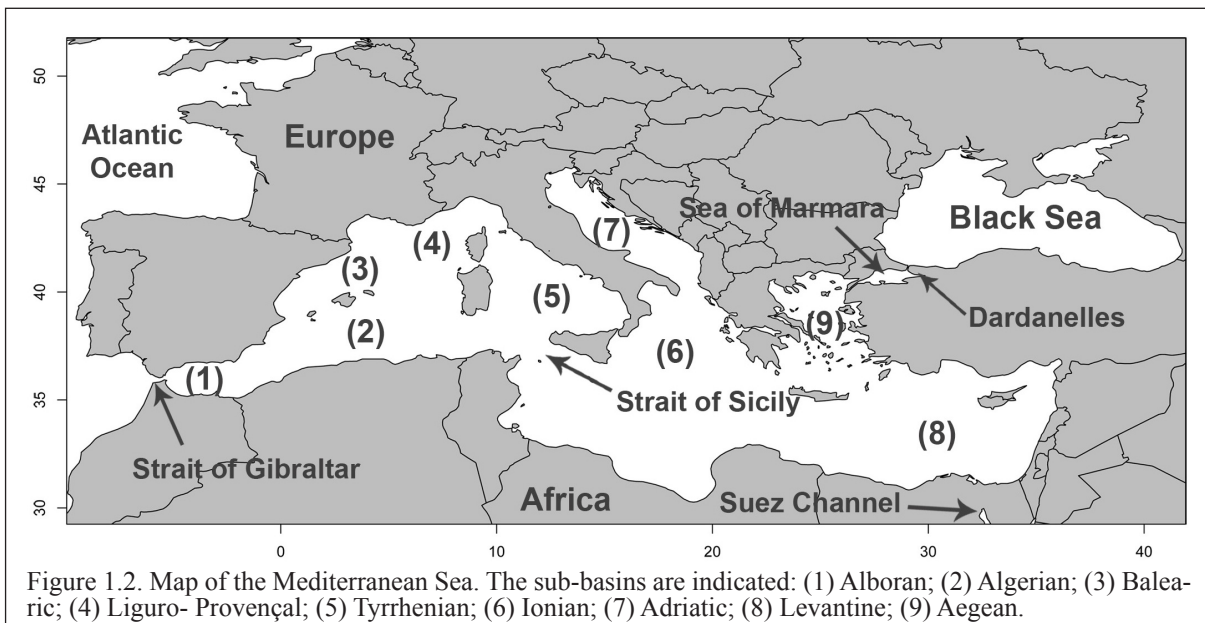 50
45
40
35
30
0
10
20
30
40
Atlantic
Ocean
Europe
Sea of Marmara
Black Sea
Dardanelles
(7)
(4)
(3)
(5)
(2)
(9)
(6)
(1)
Strait of Sicily
(8)
Strait of Gibraltar
Africa
Suez Channel
Figure 1.2. Map of the Mediterranean Sea. The sub-basins are indicated: (1) Alboran; (2) Algerian; (3) Balea-
ric; (4) Liguro- Provençal; (5) Tyrrhenian; (6) Ionian; (7) Adriatic; (8) Levantine; (9) Aegean.